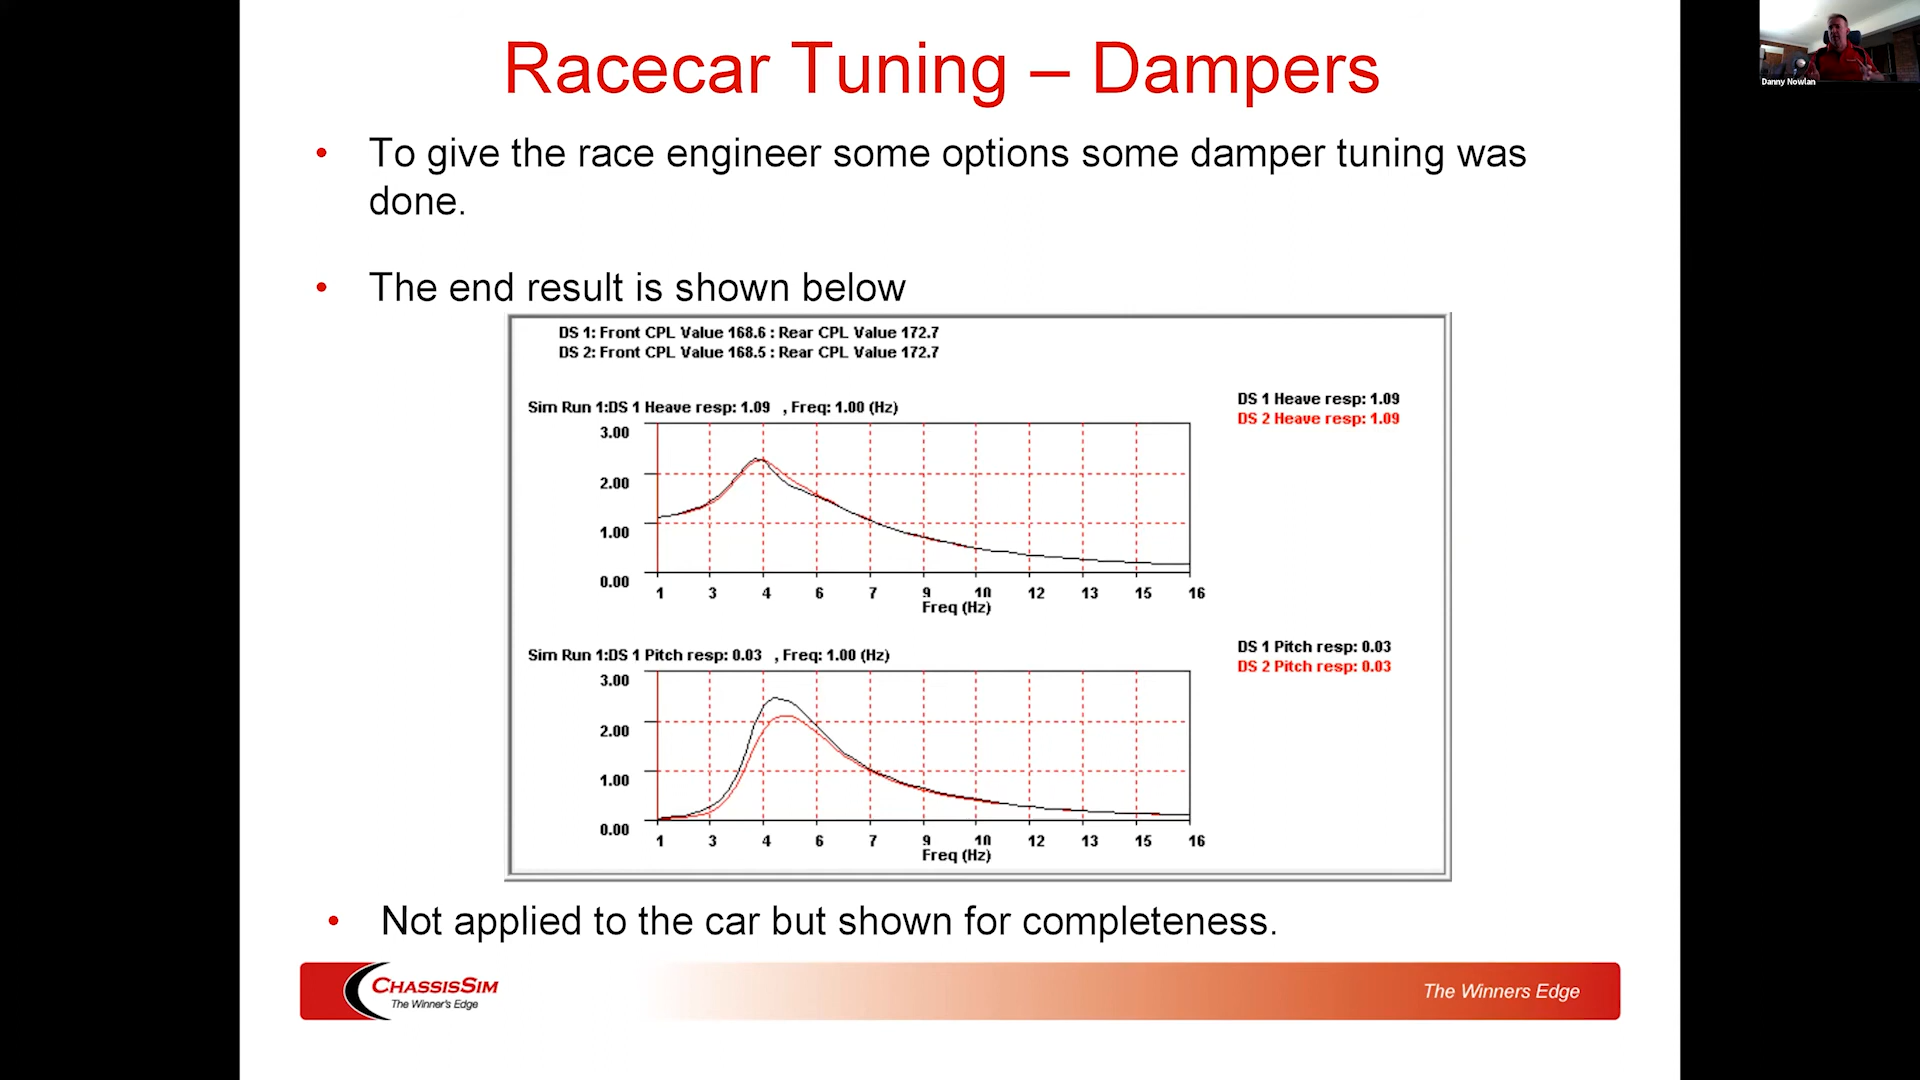 Racecar Tuning – Dampers
Danny Nowlan
• To give the race engineer some options some damper tuning was
done.
• The end result is shown below
DS 1: Front CPL Value 168.6 : Rear CPL Value 172.7
DS 2: Front CPL Value 168.5 : Rear CPL Value 172.7
Sim Run 1:DS 1 Heave resp: 1.09 , Freq: 1.00 (Hz)
DS 1 Heave resp: 1.09
DS 2 Heave resp: 1.09
3.00
2.00
1.00
0.00
1 3 4 6 7 9 10 12 13 15 16
Freq (Hz)
Sim Run 1:DS 1 Pitch resp: 0.03 , Freq: 1.00 (Hz)
DS 1 Pitch resp: 0.03
DS 2 Pitch resp: 0.03
3.00
2.00
1.00
0.00
1 3 4 6 7 9 10 12 13 15 16
Freq (Hz)
• Not applied to the car but shown for completeness.
CHASSISSIM
The Winner's Edge
The Winners Edge